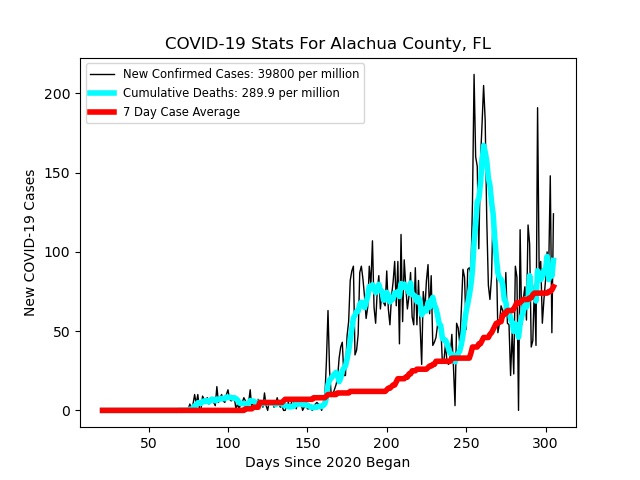 COVID-19 Stats For Alachua County, FL
New Confirmed Cases: 39800 per million
Cumulative Deaths: 289.9 per million
7 Day Case Average
200
150
100
50
0
New COVID-19 Cases
50 100 150 200 250 300
Days Since 2020 Began